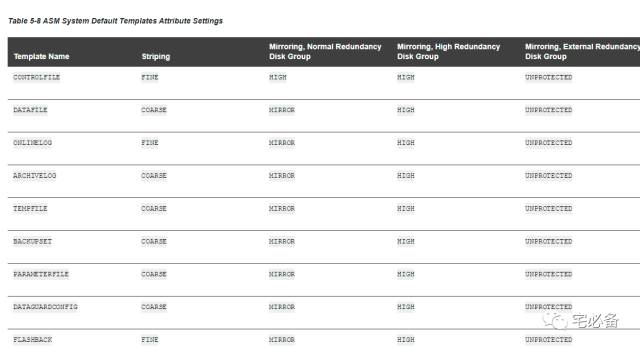 Table 5-8 ASM System Default Templates Attribute Settings
Template Name Striping Mirroring, Normal Redundancy Disk Group Mirroring, High Redundancy Disk Group Mirroring, External Redundancy Disk Group
CONTROLFILE FINE HIGH HIGH UNPROTECTED
DATAFILE COARSE MIRROR HIGH UNPROTECTED
ONLINELOG FINE MIRROR HIGH UNPROTECTED
ARCHIVELOG COARSE MIRROR HIGH UNPROTECTED
TEMPFILE COARSE MIRROR HIGH UNPROTECTED
BACKUPSET COARSE MIRROR HIGH UNPROTECTED
PARAMETERFILE COARSE MIRROR HIGH UNPROTECTED
DATAGUARDCONFIG COARSE MIRROR HIGH UNPROTECTED
FLASHBACK FINE MIRROR HIGH UNPROTECTED
宅必备